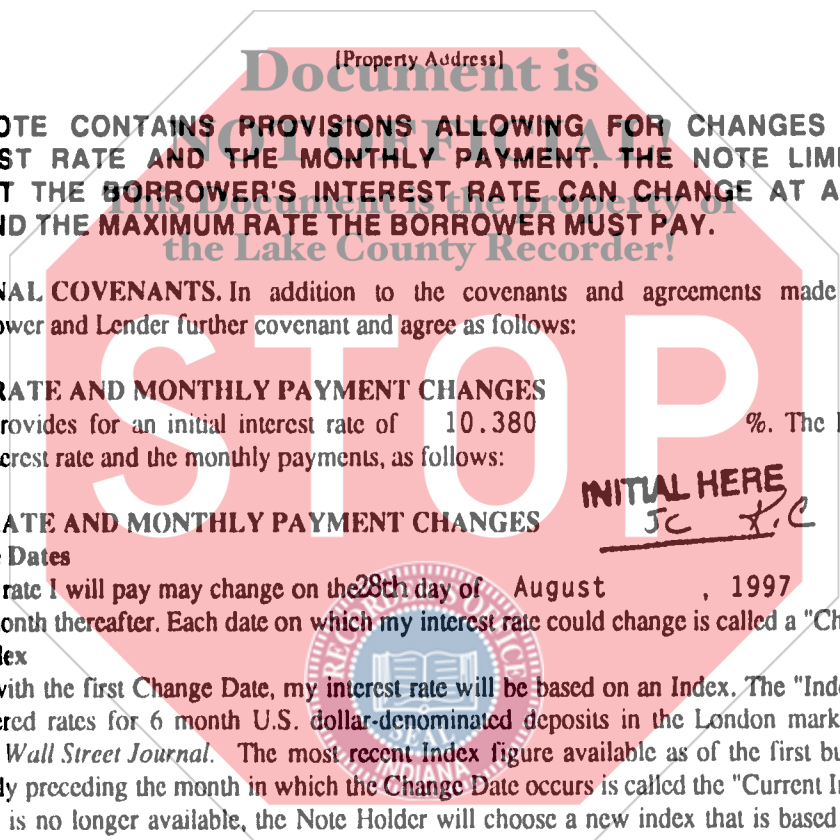 [Property Address]
Document is
OTE CONTAINS PROVISIONS ALLOWING FOR CHANGES
NOT OFFICIAL!
ST RATE AND THE MONTHLY PAYMENT. THE NOTE LIM
T THE BORROWER'S INTEREST RATE CAN CHANGE AT A
This Document is the property of
ND THE MAXIMUM RATE THE BORROWER MUST PAY.
the Lake County Recorder!
NAL COVENANTS. In addition to the covenants and agreements made
ower and Lender further covenant and agree as follows:
STOP
RATE AND MONTHLY PAYMENT CHANGES
rovides for an initial interest rate of 10.380 %. The
erest rate and the monthly payments, as follows:
INITIAL HERE
JC R.C
ATE AND MONTHLY PAYMENT CHANGES
Dates
rate I will pay may change on the 28th day of August , 1997
onth thereafter. Each date on which my interest rate could change is called a "Ch
lex
with the first Change Date, my interest rate will be based on an Index. The "Inde
ered rates for 6 month U.S. dollar-denominated deposits in the London mark
Wall Street Journal. The most recent Index figure available as of the first bu
ly preceding the month in which the Change Date occurs is called the "Current I
is no longer available, the Note Holder will choose a new index that is based
RECORDER'S OFFICE
SEAL
INDIANA